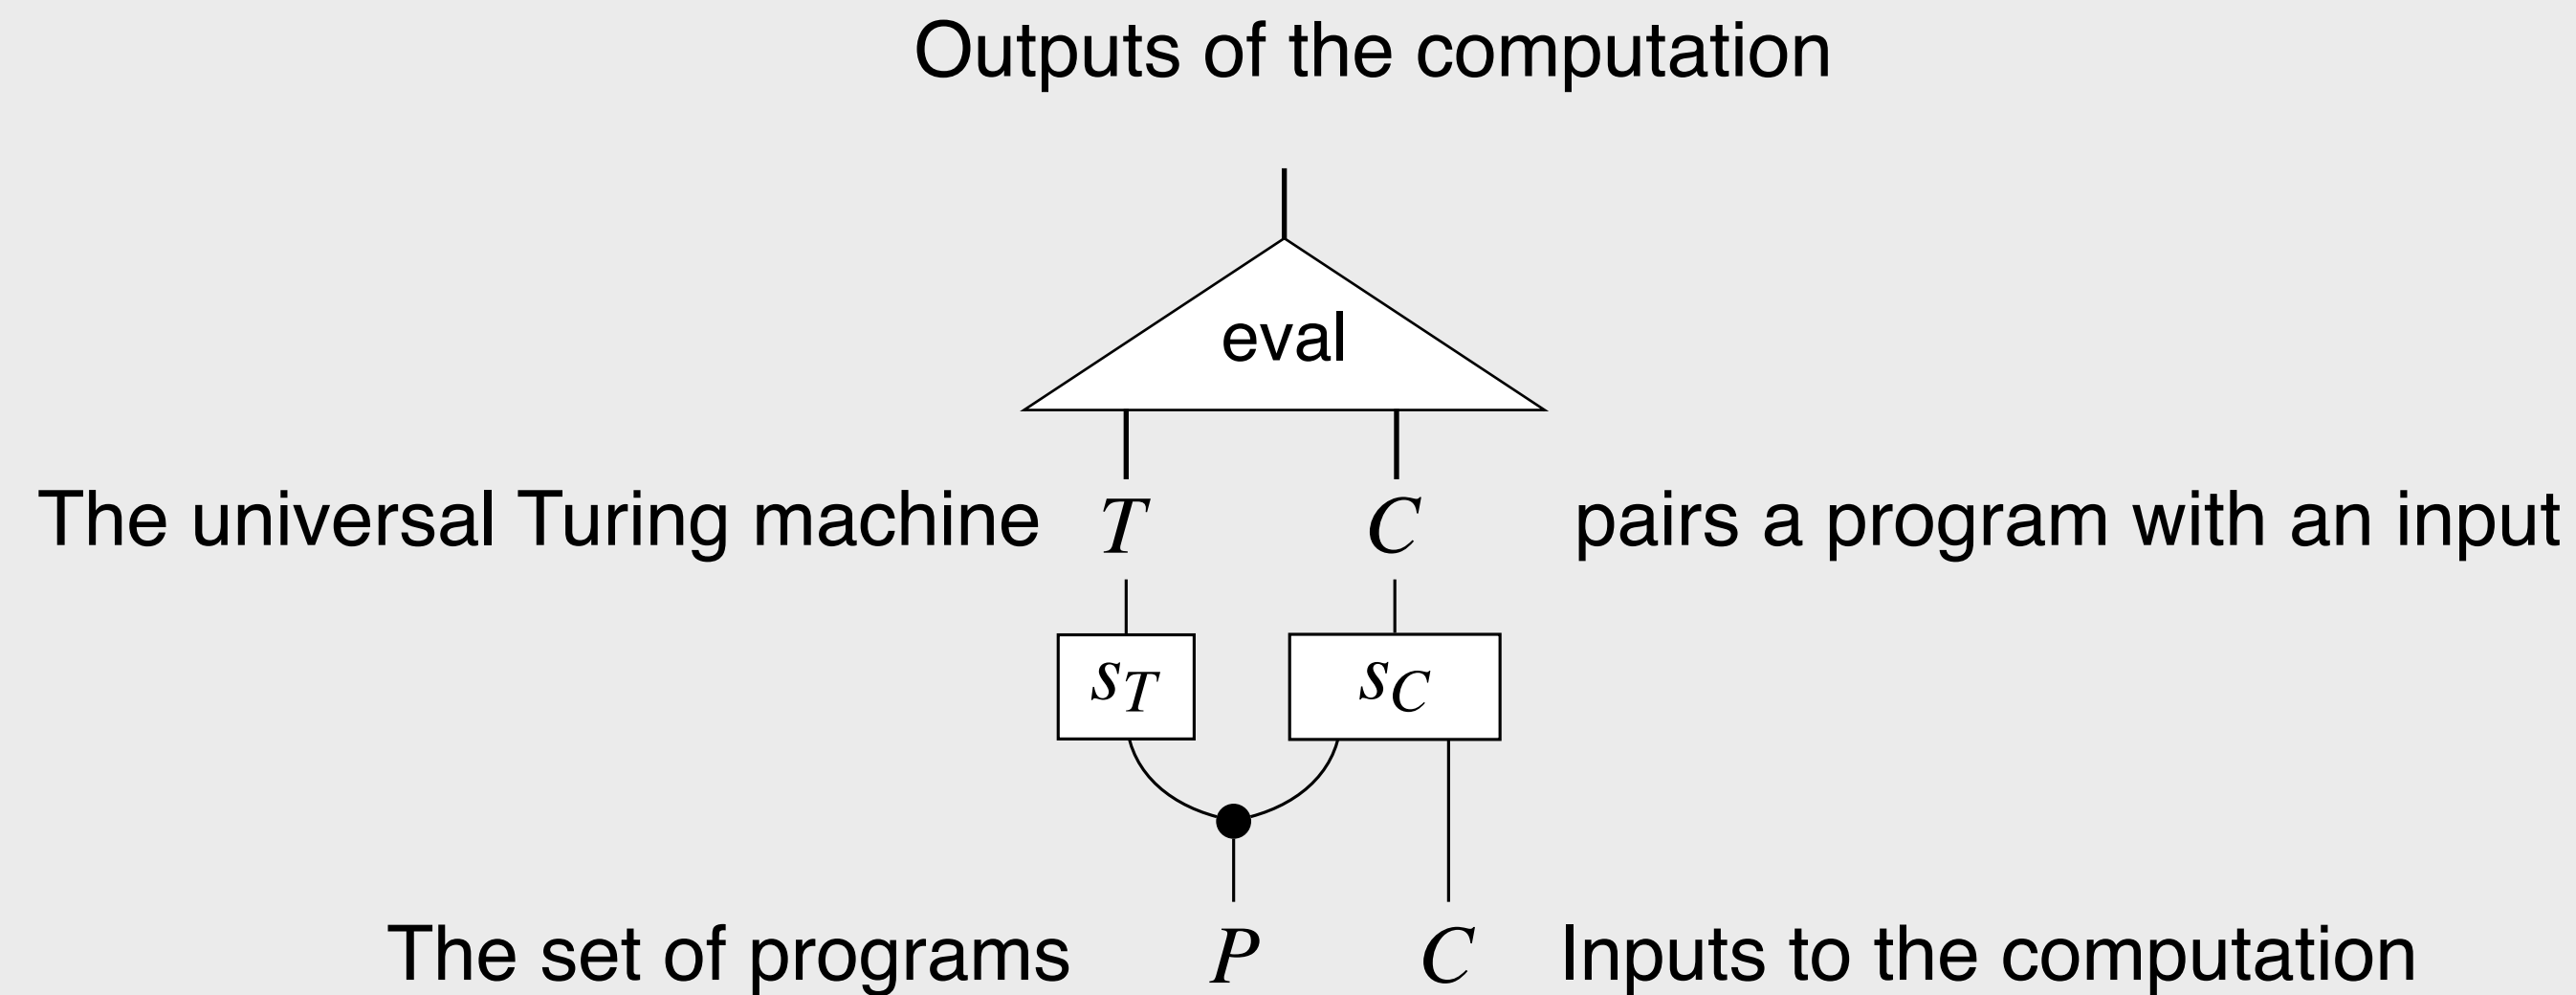 Outputs of the computation
eval
The universal Turing machine T C pairs a program with an input
s_T s_C
The set of programs P C Inputs to the computation